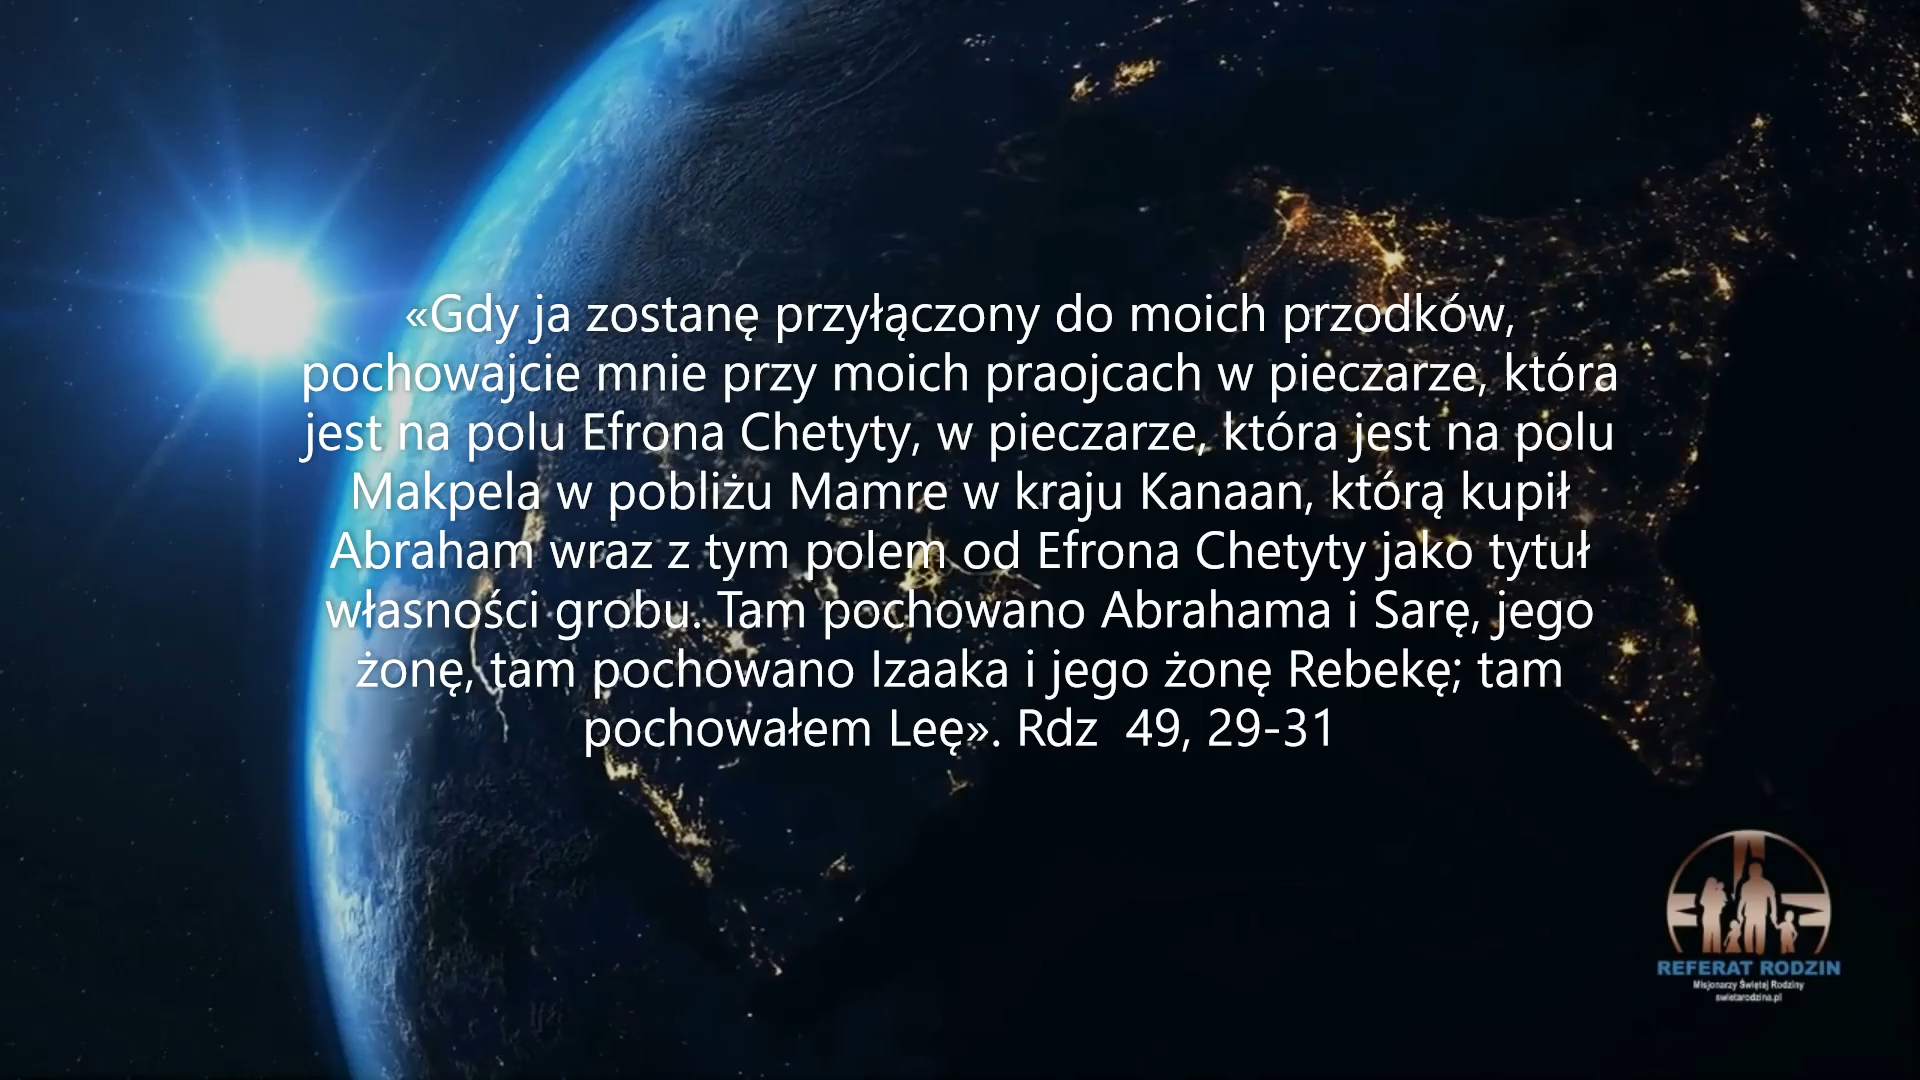 «Gdy ja zostanę przyłączony do moich przodków,
pochowajcie mnie przy moich praojcach w pieczarze, która
jest na polu Efrona Chetyty, w pieczarze, która jest na polu
Makpela w pobliżu Mamre w kraju Kanaan, którą kupił
Abraham wraz z tym polem od Efrona Chetyty jako tytuł
własności grobu. Tam pochowano Abrahama i Sarę, jego
żonę, tam pochowano Izaaka i jego żonę Rebekę; tam
pochowałem Leę». Rdz  49, 29-31
REFERAT RODZIN
Misjonarzy Świętej Rodziny
swietarodzina.pl